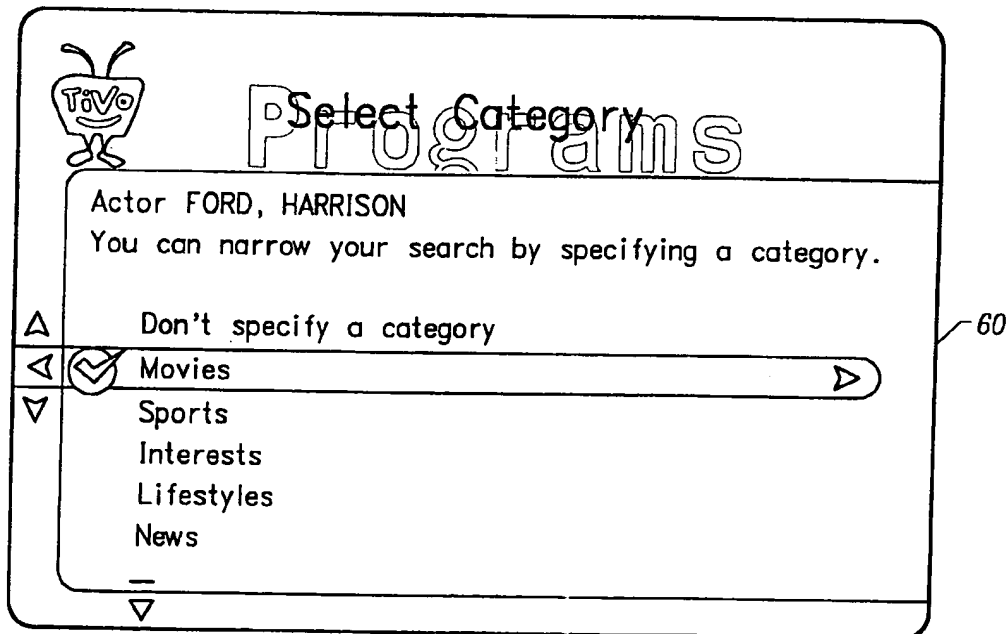 TiVo
Select Category
Programs
Actor FORD, HARRISON
You can narrow your search by specifying a category.
Don't specify a category
Movies
Sports
Interests
Lifestyles
News
60